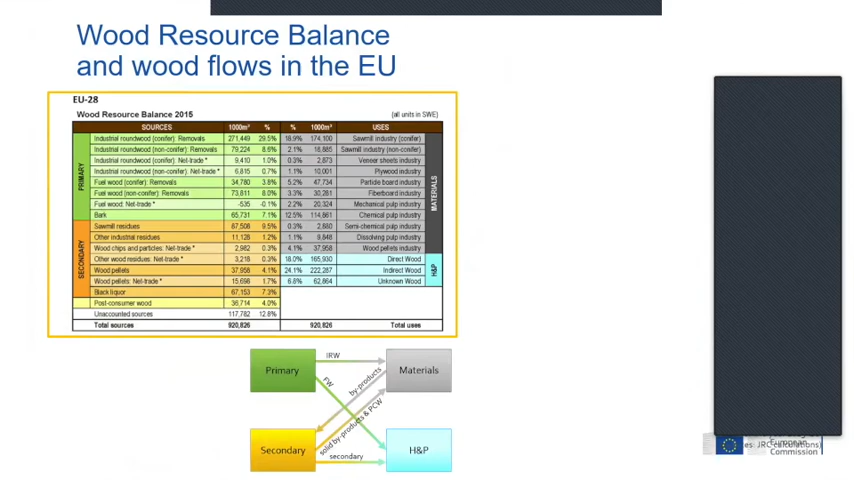 Wood Resource Balance
and wood flows in the EU
EU-28
Wood Resource Balance 2015 (all units in SWE)
SOURCES 1000m³ % % 1000m³ USES
PRIMARY
Industrial roundwood (conifer): Removals 271,449 29.5% 18.9% 174,100 Sawmill industry (conifer)
Industrial roundwood (non-conifer): Removals 79,224 8.6% 2.1% 18,885 Sawmill industry (non-conifer)
Industrial roundwood (conifer): Net-trade * 9,410 1.0% 0.3% 2,873 Veneer sheets industry
Industrial roundwood (non-conifer): Net-trade * 6,815 0.7% 1.1% 10,001 Plywood industry
Fuel wood (conifer): Removals 34,780 3.8% 5.2% 47,734 Particle board industry
Fuel wood (non-conifer): Removals 73,811 8.0% 3.3% 30,281 Fiberboard industry
Fuel wood: Net-trade * -535 -0.1% 2.2% 20,324 Mechanical pulp industry
Bark 65,731 7.1% 12.5% 114,861 Chemical pulp industry
MATERIALS
SECONDARY
Sawmill residues 87,508 9.5% 0.3% 2,880 Semi-chemical pulp industry
Other industrial residues 11,128 1.2% 1.1% 9,848 Dissolving pulp industry
Wood chips and particles: Net-trade * 2,982 0.3% 4.1% 37,958 Wood pellets industry
Other wood residues: Net-trade * 3,218 0.3% 18.0% 165,930 Direct Wood
Wood pellets 37,958 4.1% 24.1% 222,287 Indirect Wood
Wood pellets: Net-trade * 15,698 1.7% 6.8% 62,864 Unknown Wood
H&P
Black liquor 67,153 7.3%
Post-consumer wood 36,714 4.0%
Unaccounted sources 117,782 12.8%
Total sources 920,826 920,826 Total uses
Primary
IRW
Materials
FW
by-products
solid by-products & PCW
Secondary
secondary
H&P
es: JRC calculations)
European
Commission